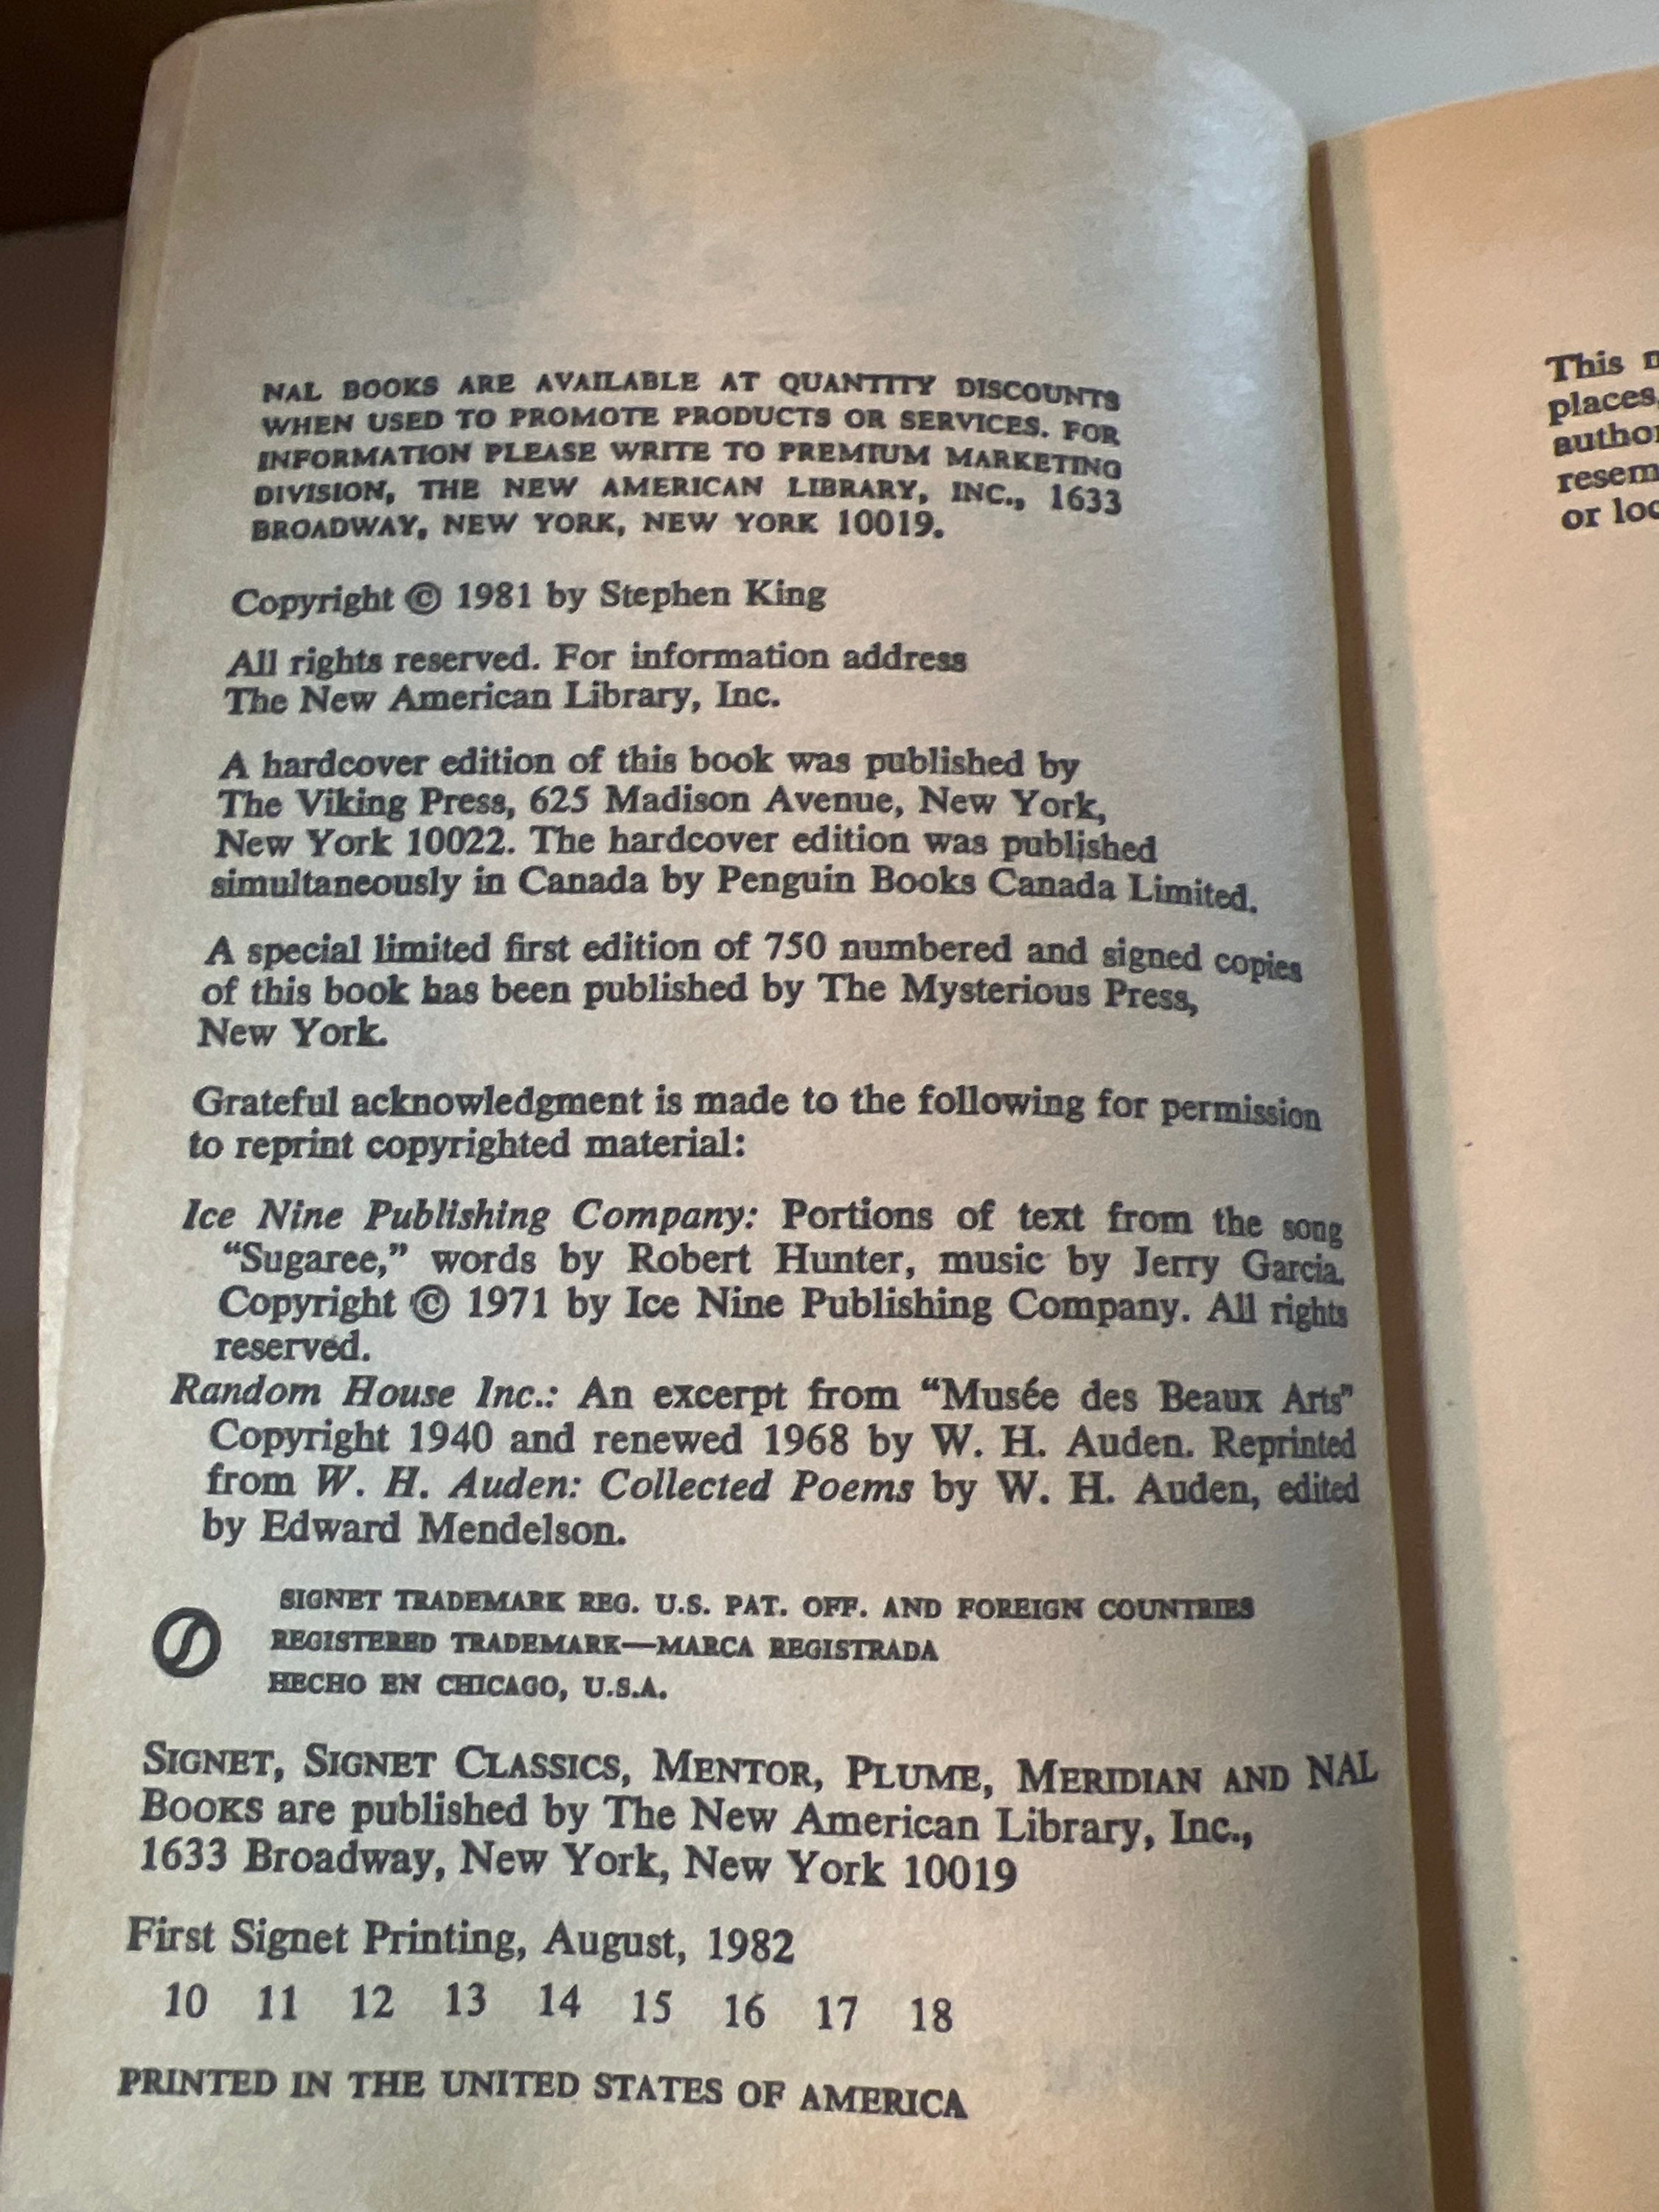 NAL BOOKS ARE AVAILABLE AT QUANTITY DISCOUNTS
WHEN USED TO PROMOTE PRODUCTS OR SERVICES. FOR
INFORMATION PLEASE WRITE TO PREMIUM MARKETING
DIVISION, THE NEW AMERICAN LIBRARY, INC., 1633
BROADWAY, NEW YORK, NEW YORK 10019.
Copyright © 1981 by Stephen King
All rights reserved. For information address
The New American Library, Inc.
A hardcover edition of this book was published by
The Viking Press, 625 Madison Avenue, New York,
New York 10022. The hardcover edition was published
simultaneously in Canada by Penguin Books Canada Limited.
A special limited first edition of 750 numbered and signed copies
of this book has been published by The Mysterious Press,
New York.
Grateful acknowledgment is made to the following for permission
to reprint copyrighted material:
Ice Nine Publishing Company: Portions of text from the song
“Sugaree,” words by Robert Hunter, music by Jerry Garcia.
Copyright © 1971 by Ice Nine Publishing Company. All rights
reserved.
Random House Inc.: An excerpt from “Musée des Beaux Arts”
Copyright 1940 and renewed 1968 by W. H. Auden. Reprinted
from W. H. Auden: Collected Poems by W. H. Auden, edited
by Edward Mendelson.
SIGNET TRADEMARK REG. U.S. PAT. OFF. AND FOREIGN COUNTRIES
REGISTERED TRADEMARK—MARCA REGISTRADA
HECHO EN CHICAGO, U.S.A.
SIGNET, SIGNET CLASSICS, MENTOR, PLUME, MERIDIAN AND NAL
BOOKS are published by The New American Library, Inc.,
1633 Broadway, New York, New York 10019
First Signet Printing, August, 1982
10 11 12 13 14 15 16 17 18
PRINTED IN THE UNITED STATES OF AMERICA
This
places,
or